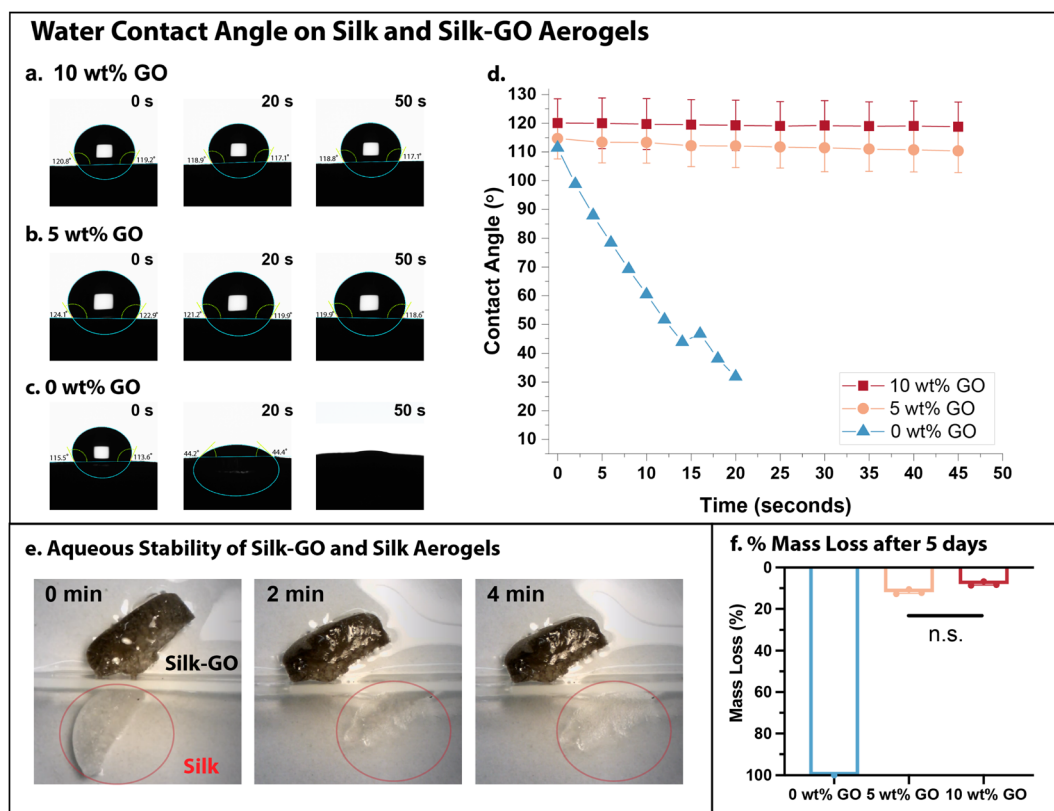 Water Contact Angle on Silk and Silk-GO Aerogels
a. 10 wt% GO
0 s
20 s
50 s
120.8°
119.2°
118.9°
117.1°
118.8°
117.1°
b. 5 wt% GO
0 s
20 s
50 s
124.1°
122.9°
121.2°
119.9°
119.9°
118.6°
c. 0 wt% GO
0 s
20 s
50 s
115.5°
113.6°
44.2°
44.4°
d.
Contact Angle (°)
130
120
110
100
90
80
70
60
50
40
30
20
10
0
5
10
15
20
25
30
35
40
45
50
Time (seconds)
10 wt% GO
5 wt% GO
0 wt% GO
e. Aqueous Stability of Silk-GO and Silk Aerogels
0 min
2 min
4 min
Silk-GO
Silk
f. % Mass Loss after 5 days
Mass Loss (%)
0
20
40
60
80
100
n.s.
0 wt% GO
5 wt% GO
10 wt% GO